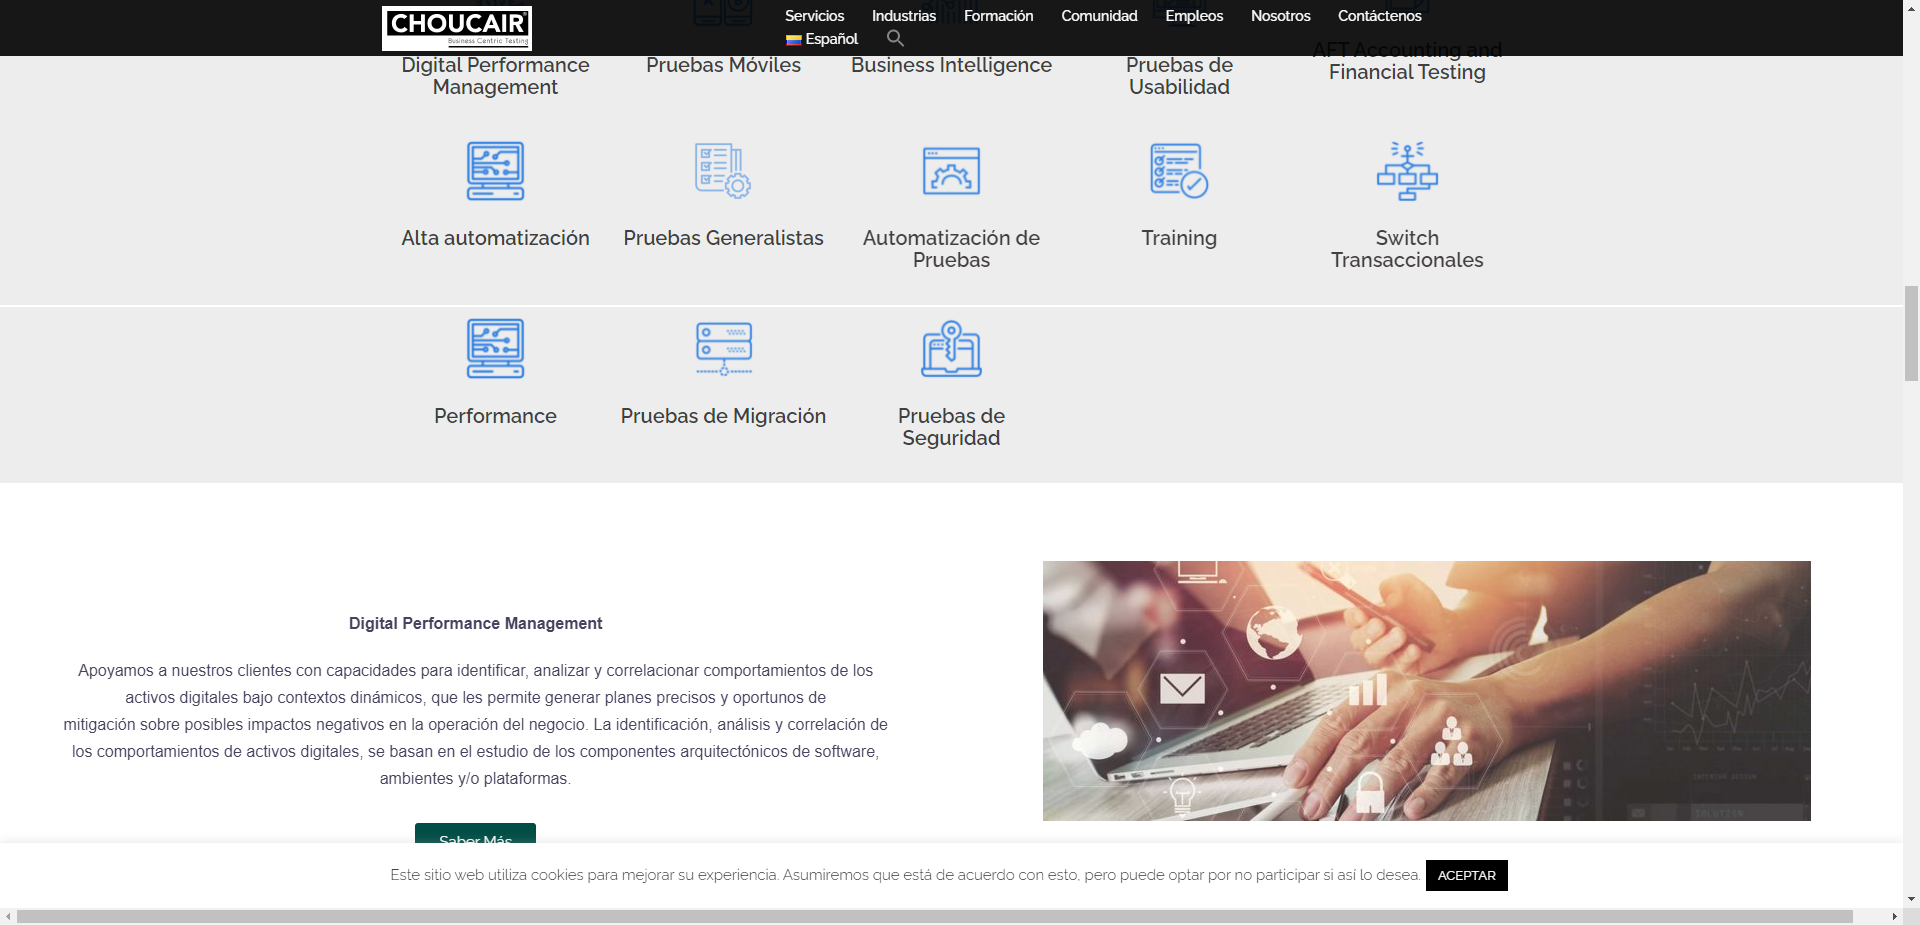 CHOUCAIR
Business Centric Testing
Servicios Industrias Formación Comunidad Empleos Nosotros Contáctenos
Español
Digital Performance
Management
Pruebas Móviles
Business Intelligence
Pruebas de
Usabilidad
AFT Accounting and
Financial Testing
Alta automatización
Pruebas Generalistas
Automatización de
Pruebas
Training
Switch
Transaccionales
Performance
Pruebas de Migración
Pruebas de
Seguridad
Digital Performance Management
Apoyamos a nuestros clientes con capacidades para identificar, analizar y correlacionar comportamientos de los
activos digitales bajo contextos dinámicos, que les permite generar planes precisos y oportunos de
mitigación sobre posibles impactos negativos en la operación del negocio. La identificación, análisis y correlación de
los comportamientos de activos digitales, se basan en el estudio de los componentes arquitectónicos de software,
ambientes y/o plataformas.
Saber Más
Este sitio web utiliza cookies para mejorar su experiencia. Asumiremos que está de acuerdo con esto, pero puede optar por no participar si así lo desea. ACEPTAR